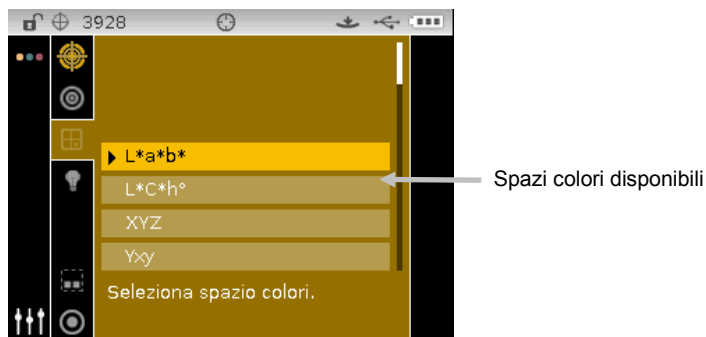 3928
L*a*b*
L*C*h°
Spazi colori disponibili
XYZ
Yxy
Seleziona spazio colori.